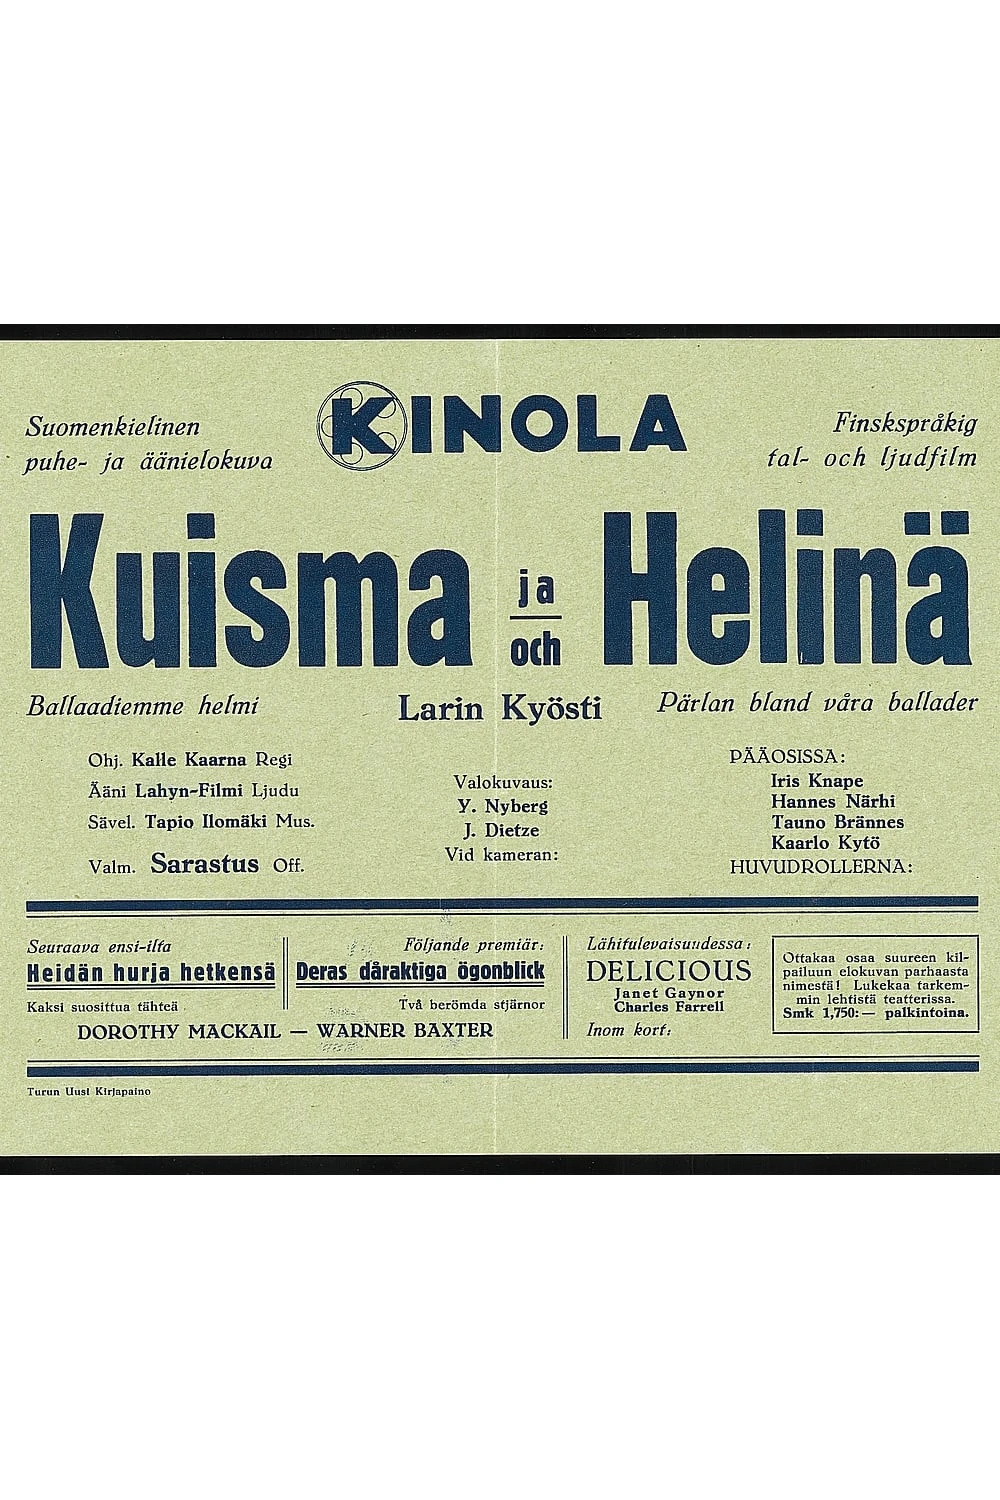 KINOLA
Suomenkielinen
puhe- ja äänielokuva
Finskspråkig
tal- och ljudfilm
Kuisma ja Helinä
och
Ballaadiemme helmi
Larin Kyösti
Pärlan bland våra ballader
Ohj. Kalle Kaarna Regi
Ääni Lahyn-Filmi Ljudu
Sävel. Tapio Ilomäki Mus.
Valm. Sarastus Off.
Valokuvaus:
Y. Nyberg
J. Dietze
Vid kameran:
PÄÄOSISSA:
Iris Knape
Hannes Närhi
Tauno Brännes
Kaarlo Kytö
HUVUDROLLERNA:
Seuraava ensi-ilta
Heidän hurja hetkensä
Kaksi suosittua tähteä
Följande premiär:
Deras dåraktiga ögonblick
Två berömda stjärnor
DOROTHY MACKAIL — WARNER BAXTER
Lähitulevaisuudessa:
DELICIOUS
Janet Gaynor
Charles Farrell
Inom kort:
Ottakaa osaa suureen kil-
pailuun elokuvan parhaasta
nimestä! Lukekaa tarkem-
min lehtistä teatterissa.
Smk 1,750:— palkintoina.
Turun Uusi Kirjapaino